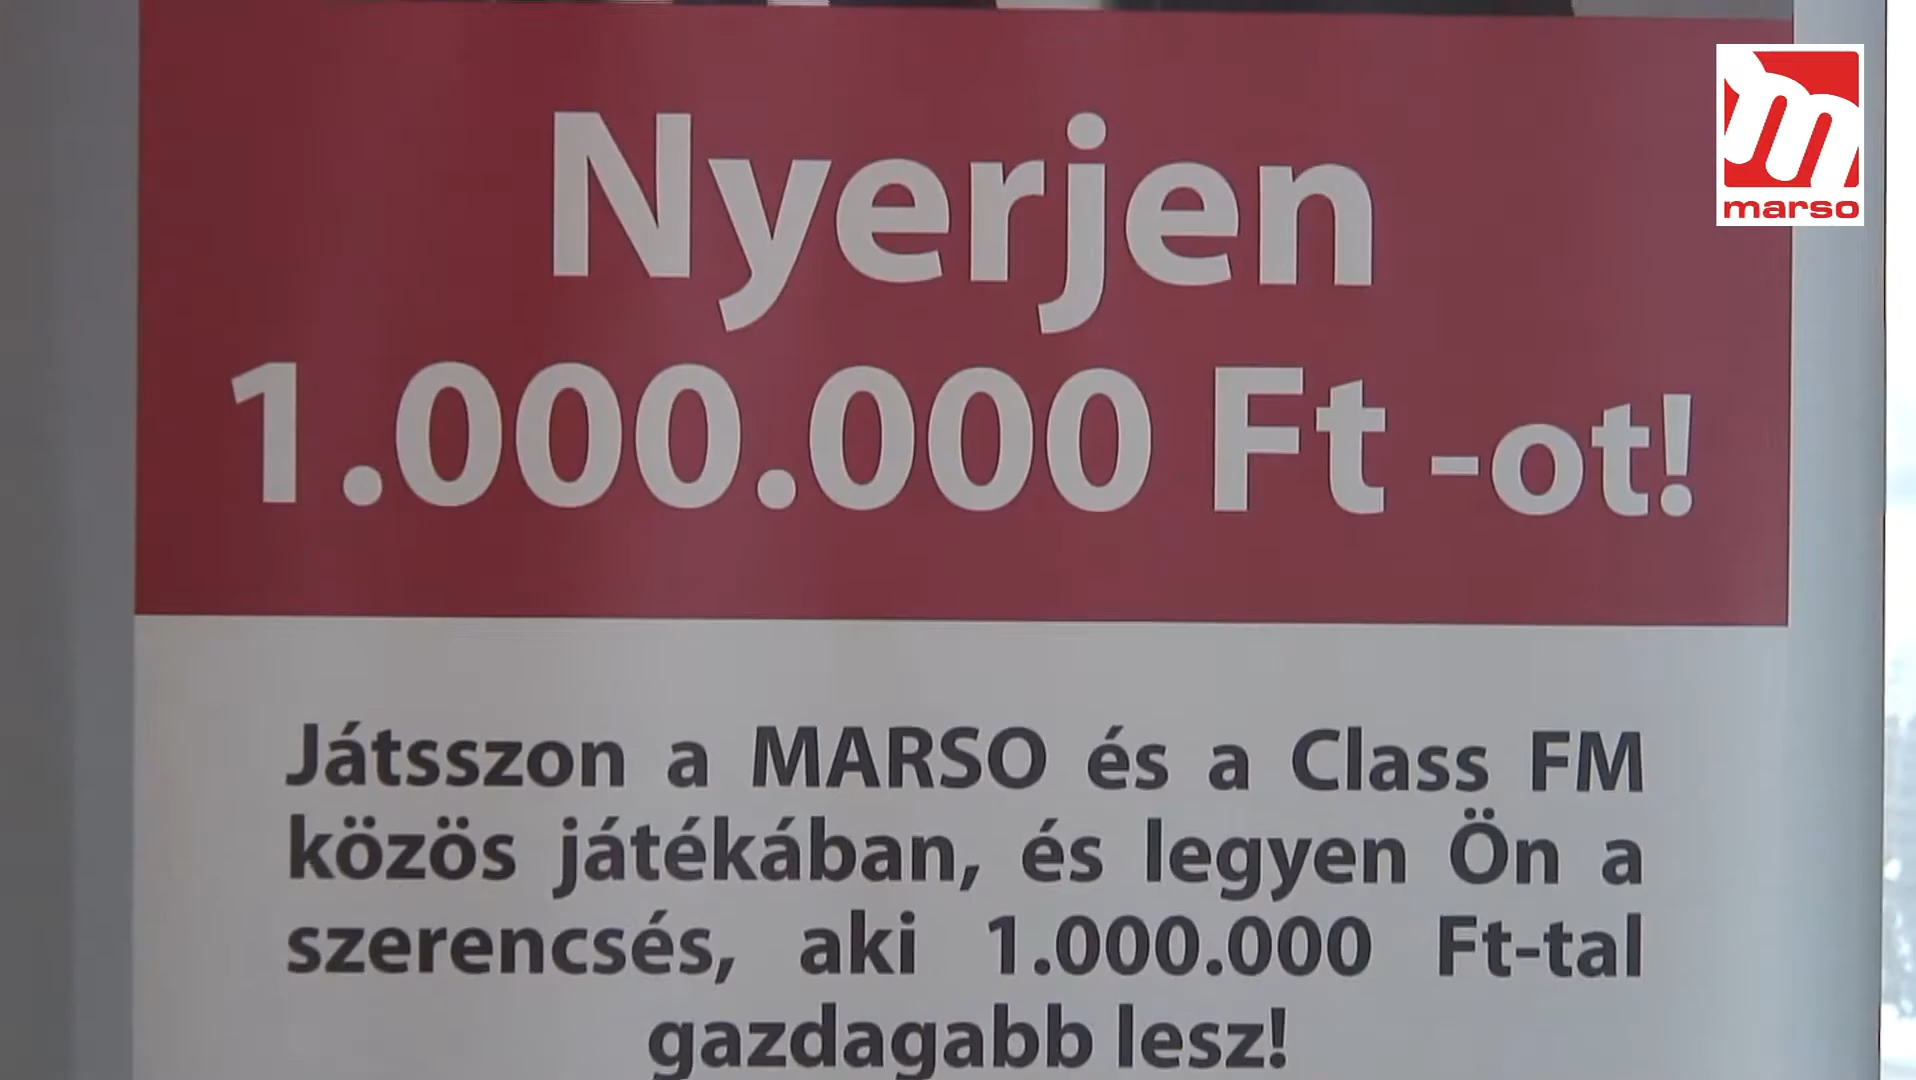 Nyerjen
1.000.000 Ft -ot!
marso
Játsszon a MARSO és a Class FM
közös játékában, és legyen Ön a
szerencsés, aki 1.000.000 Ft-tal
gazdagabb lesz!